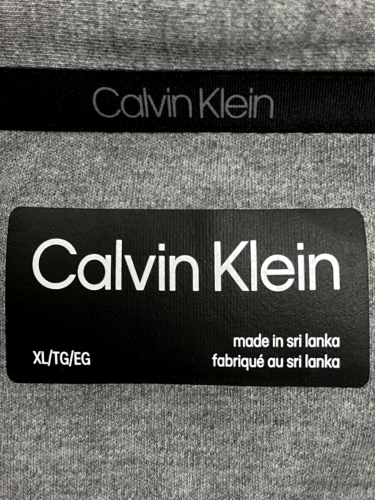 Calvin Klein
Calvin Klein
made in sri lanka
XL/TG/EG
fabriqué au sri lanka